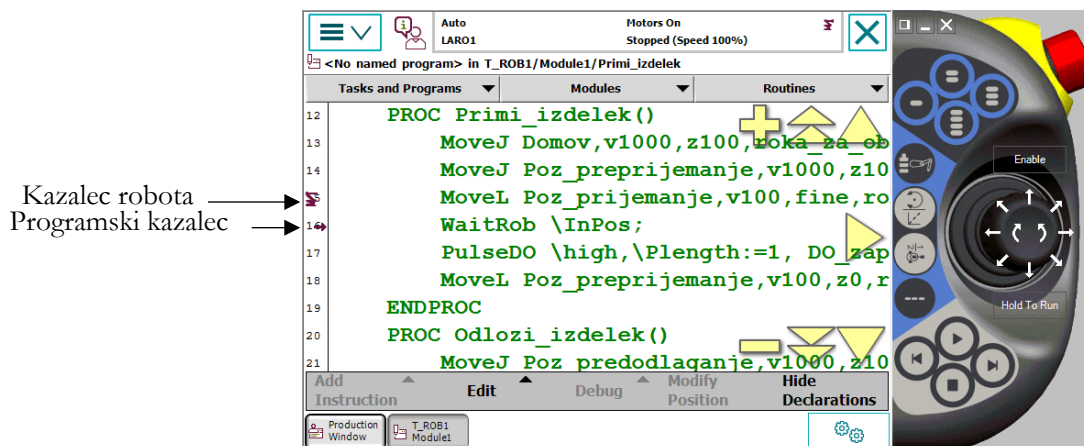 Auto
LARO1
Motors On
Stopped (Speed 100%)
<No named program> in T_ROB1/Module1/Primi_izdelek
Tasks and Programs
Modules
Routines
12 PROC Primi_izdelek()
13 MoveJ Domov,v1000,z100,roka_za_ob
14 MoveJ Poz_preprijemanje,v1000,z10
Kazalec robota
MoveL Poz_prijemanje,v100,fine,ro
Programski kazalec
16 WaitRob \InPos;
17 PulseDO \high,\Plength:=1, DO_zap
18 MoveL Poz_preprijemanje,v100,z0,r
19 ENDPROC
20 PROC Odlozi_izdelek()
21 MoveJ Poz_predodlaganje,v1000,z10
Add Instruction
Edit
Debug
Modify Position
Hide Declarations
Production Window
T_ROB1 Module1
Enable
Hold To Run